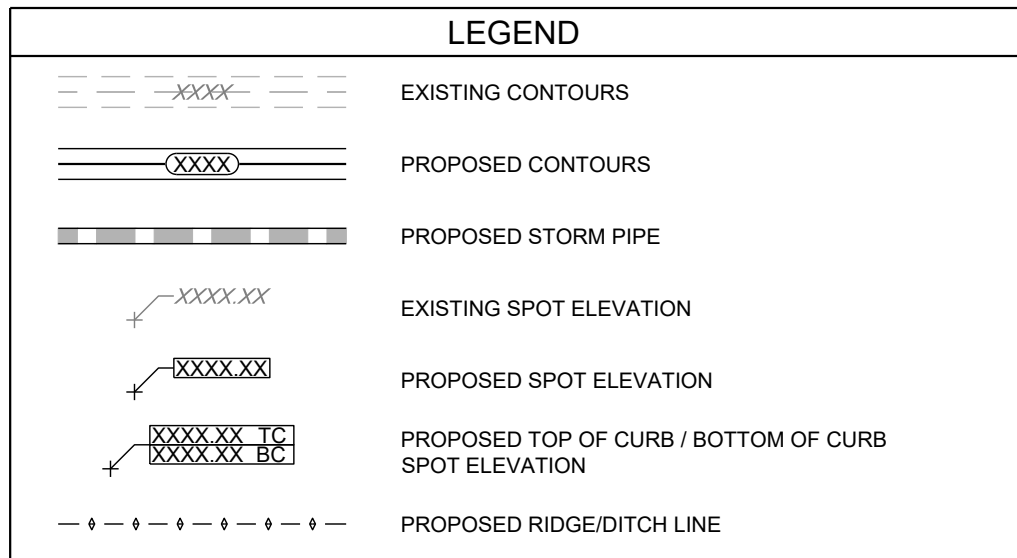 LEGEND
XXXX EXISTING CONTOURS
XXXX PROPOSED CONTOURS
PROPOSED STORM PIPE
XXXX.XX EXISTING SPOT ELEVATION
XXXX.XX PROPOSED SPOT ELEVATION
XXXX.XX TC
XXXX.XX BC
PROPOSED TOP OF CURB / BOTTOM OF CURB
SPOT ELEVATION
PROPOSED RIDGE/DITCH LINE